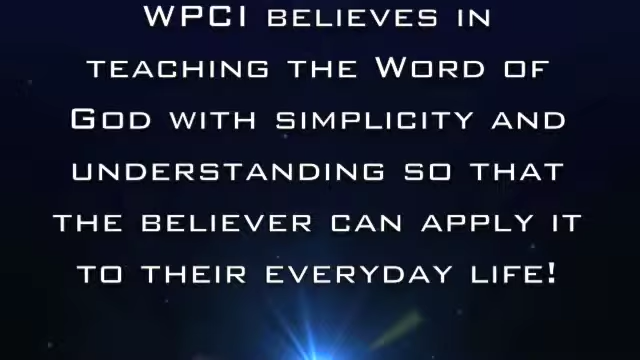 WPCI BELIEVES IN
TEACHING THE WORD OF
GOD WITH SIMPLICITY AND
UNDERSTANDING SO THAT
THE BELIEVER CAN APPLY IT
TO THEIR EVERYDAY LIFE!